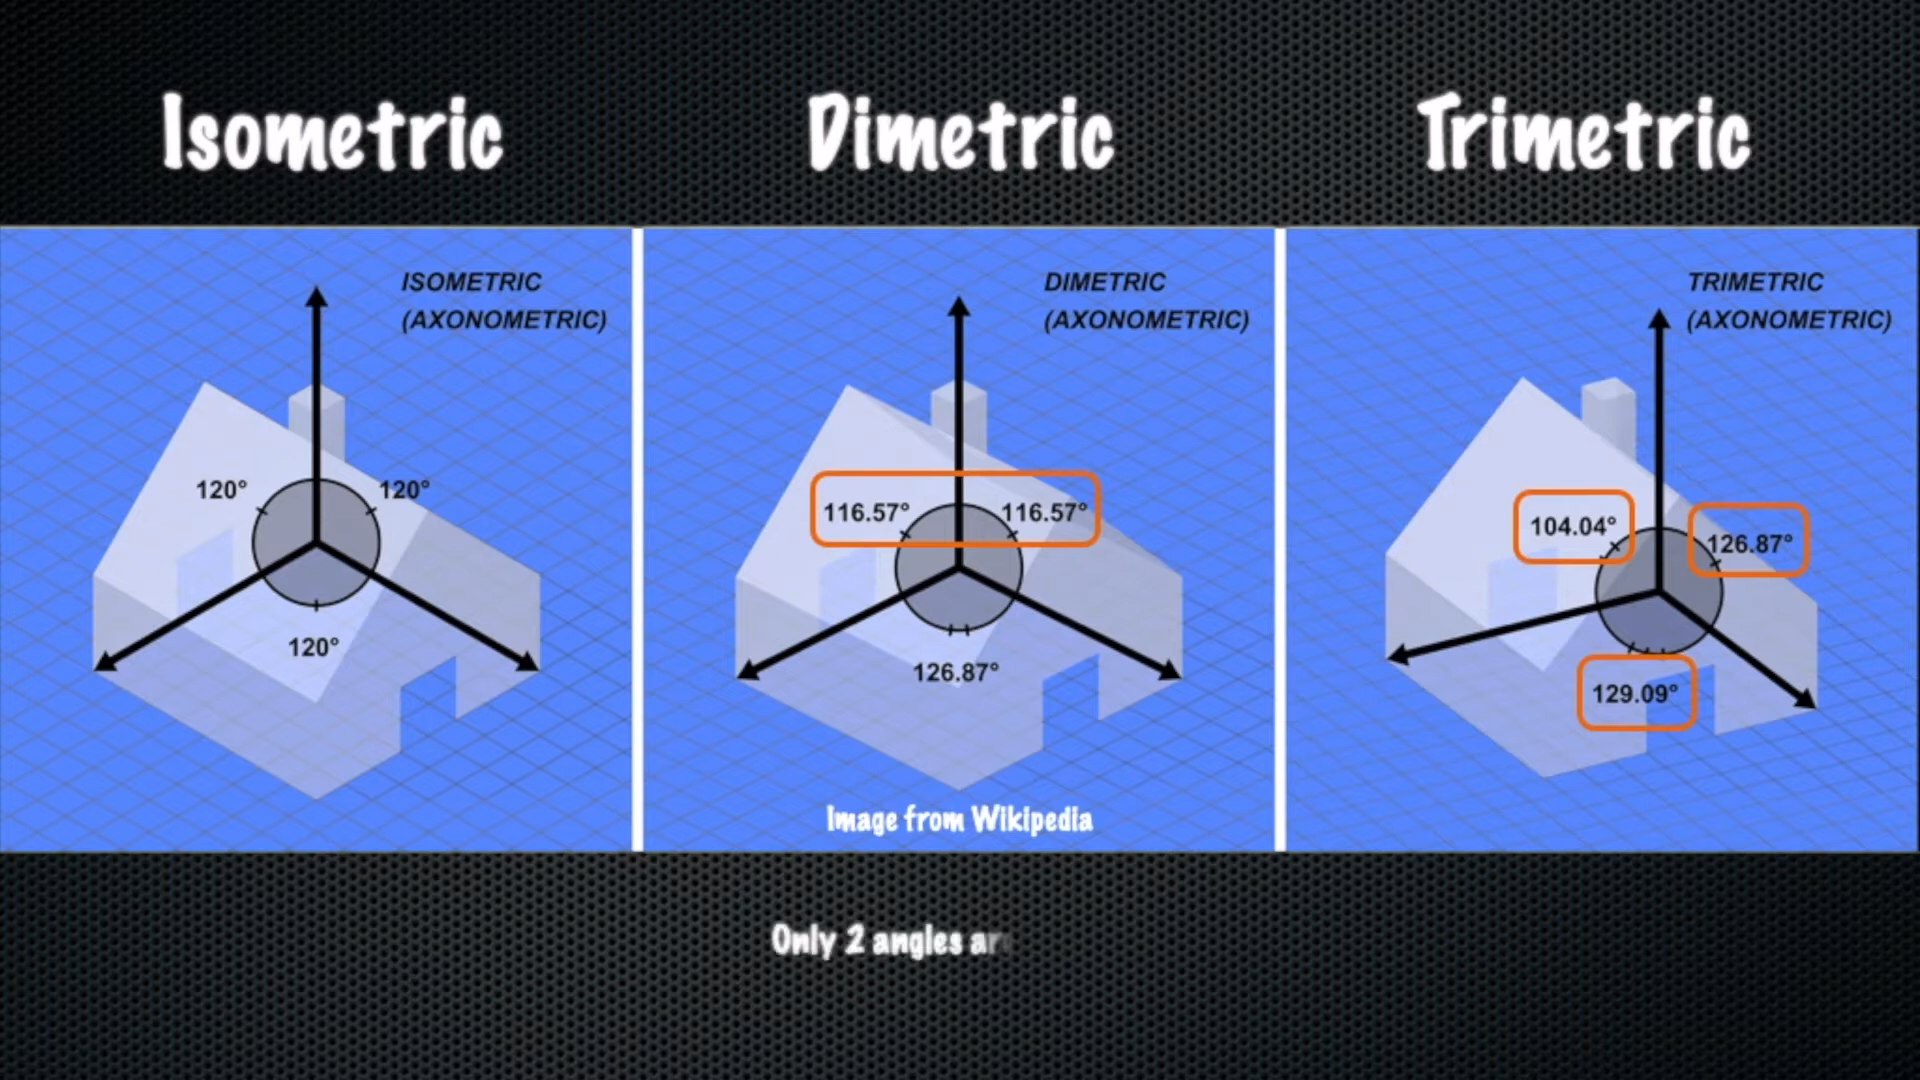 Isometric
Dimetric
Trimetric
ISOMETRIC
(AXONOMETRIC)
120°
120°
120°
DIMETRIC
(AXONOMETRIC)
116.57°
116.57°
126.87°
Image from Wikipedia
TRIMETRIC
(AXONOMETRIC)
104.04°
126.87°
129.09°
Only 2 angles ar